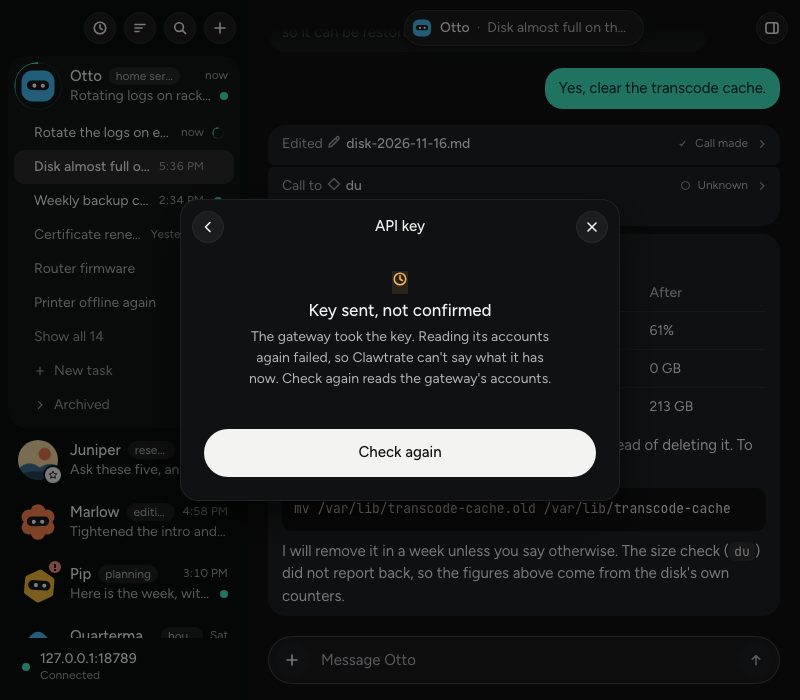 so it can be restore
Otto · Disk almost full on th...
Otto home ser... now
Rotating logs on rack...
Rotate the logs on e... now
Disk almost full o... 5:36 PM
Weekly backup c... 2:34 PM
Certificate rene... Yeste
Router firmware
Printer offline again
Show all 14
New task
Archived
Juniper rese...
Ask these five, an
Marlow editi... 4:58 PM
Tightened the intro and...
Pip planning 3:10 PM
Here is the week, wit...
Quarterma hou... Sat
127.0.0.1:18789
Connected
Yes, clear the transcode cache.
Edited disk-2026-11-16.md Call made
Call to du Unknown
API key
Key sent, not confirmed
The gateway took the key. Reading its accounts
again failed, so Clawtrate can't say what it has
now. Check again reads the gateway's accounts.
Check again
After
61%
0 GB
213 GB
ead of deleting it. To
mv /var/lib/transcode-cache.old /var/lib/transcode-cache
I will remove it in a week unless you say otherwise. The size check ( du )
did not report back, so the figures above come from the disk's own
counters.
Message Otto